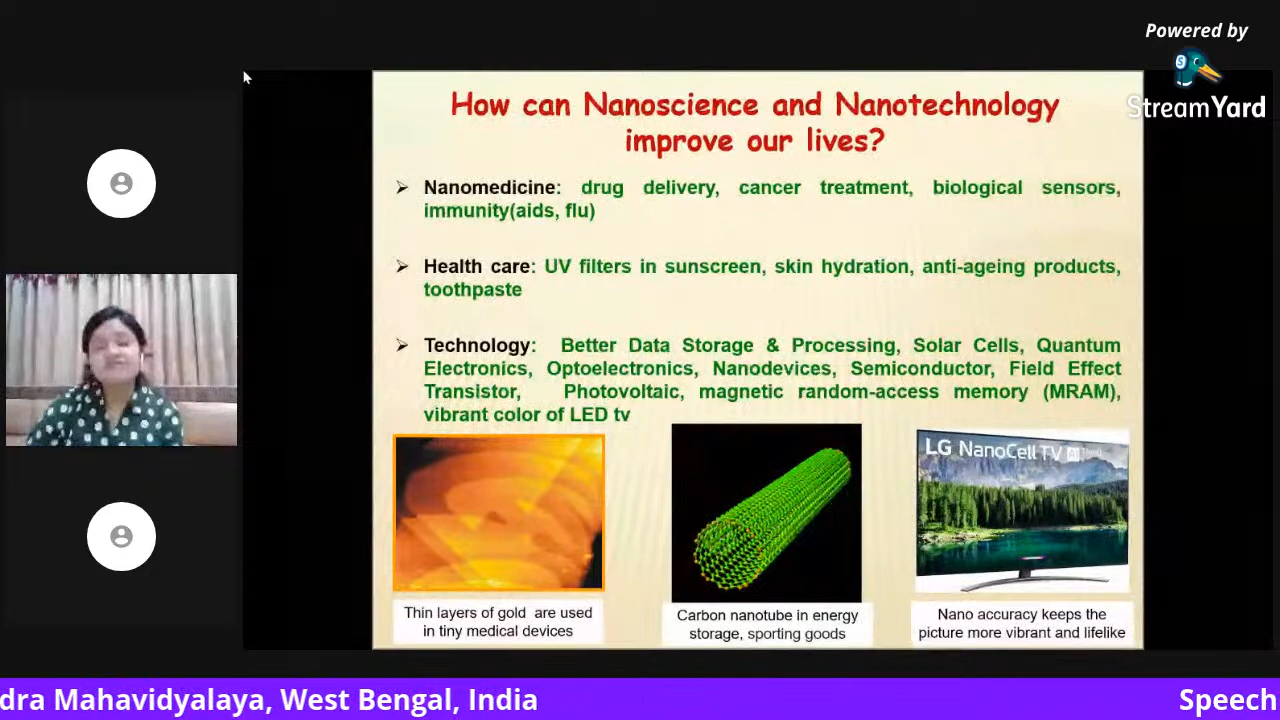 Powered by
StreamYard
How can Nanoscience and Nanotechnology
improve our lives?
➢ Nanomedicine: drug delivery, cancer treatment, biological sensors,
immunity(aids, flu)
➢ Health care: UV filters in sunscreen, skin hydration, anti-ageing products,
toothpaste
➢ Technology: Better Data Storage & Processing, Solar Cells, Quantum
Electronics, Optoelectronics, Nanodevices, Semiconductor, Field Effect
Transistor, Photovoltaic, magnetic random-access memory (MRAM),
vibrant color of LED tv
LG NanoCell TV AI
Thin layers of gold are used
in tiny medical devices
Carbon nanotube in energy
storage, sporting goods
Nano accuracy keeps the
picture more vibrant and lifelike
dra Mahavidyalaya, West Bengal, India
Speech